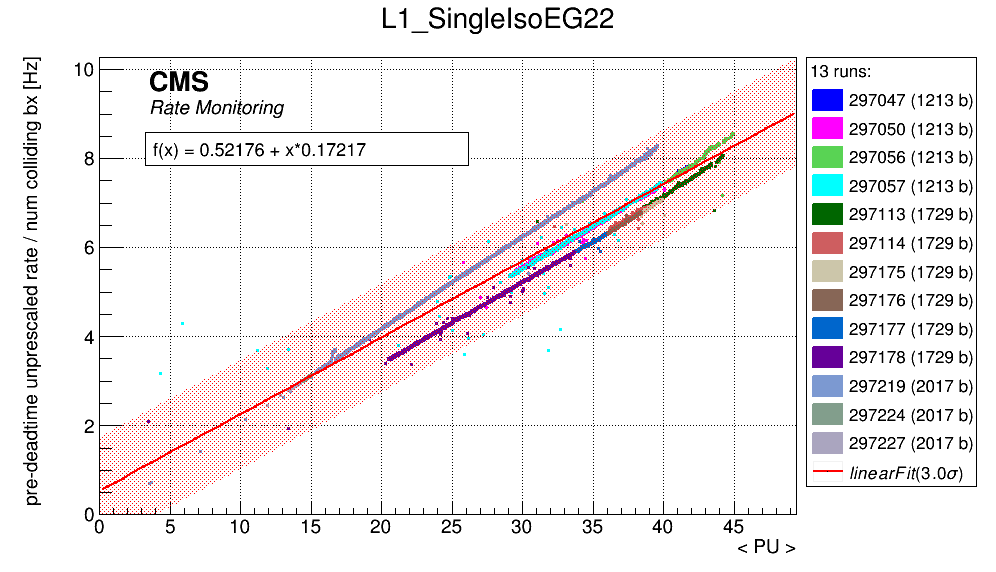 L1_SingleIsoEG22
pre-deadtime unprescaled rate / num colliding bx [Hz]
10
8
6
4
2
0
CMS
Rate Monitoring
f(x) = 0.52176 + x*0.17217
0 5 10 15 20 25 30 35 40 45
< PU >
13 runs:
297047 (1213 b)
297050 (1213 b)
297056 (1213 b)
297057 (1213 b)
297113 (1729 b)
297114 (1729 b)
297175 (1729 b)
297176 (1729 b)
297177 (1729 b)
297178 (1729 b)
297219 (2017 b)
297224 (2017 b)
297227 (2017 b)
linearFit(3.0σ)